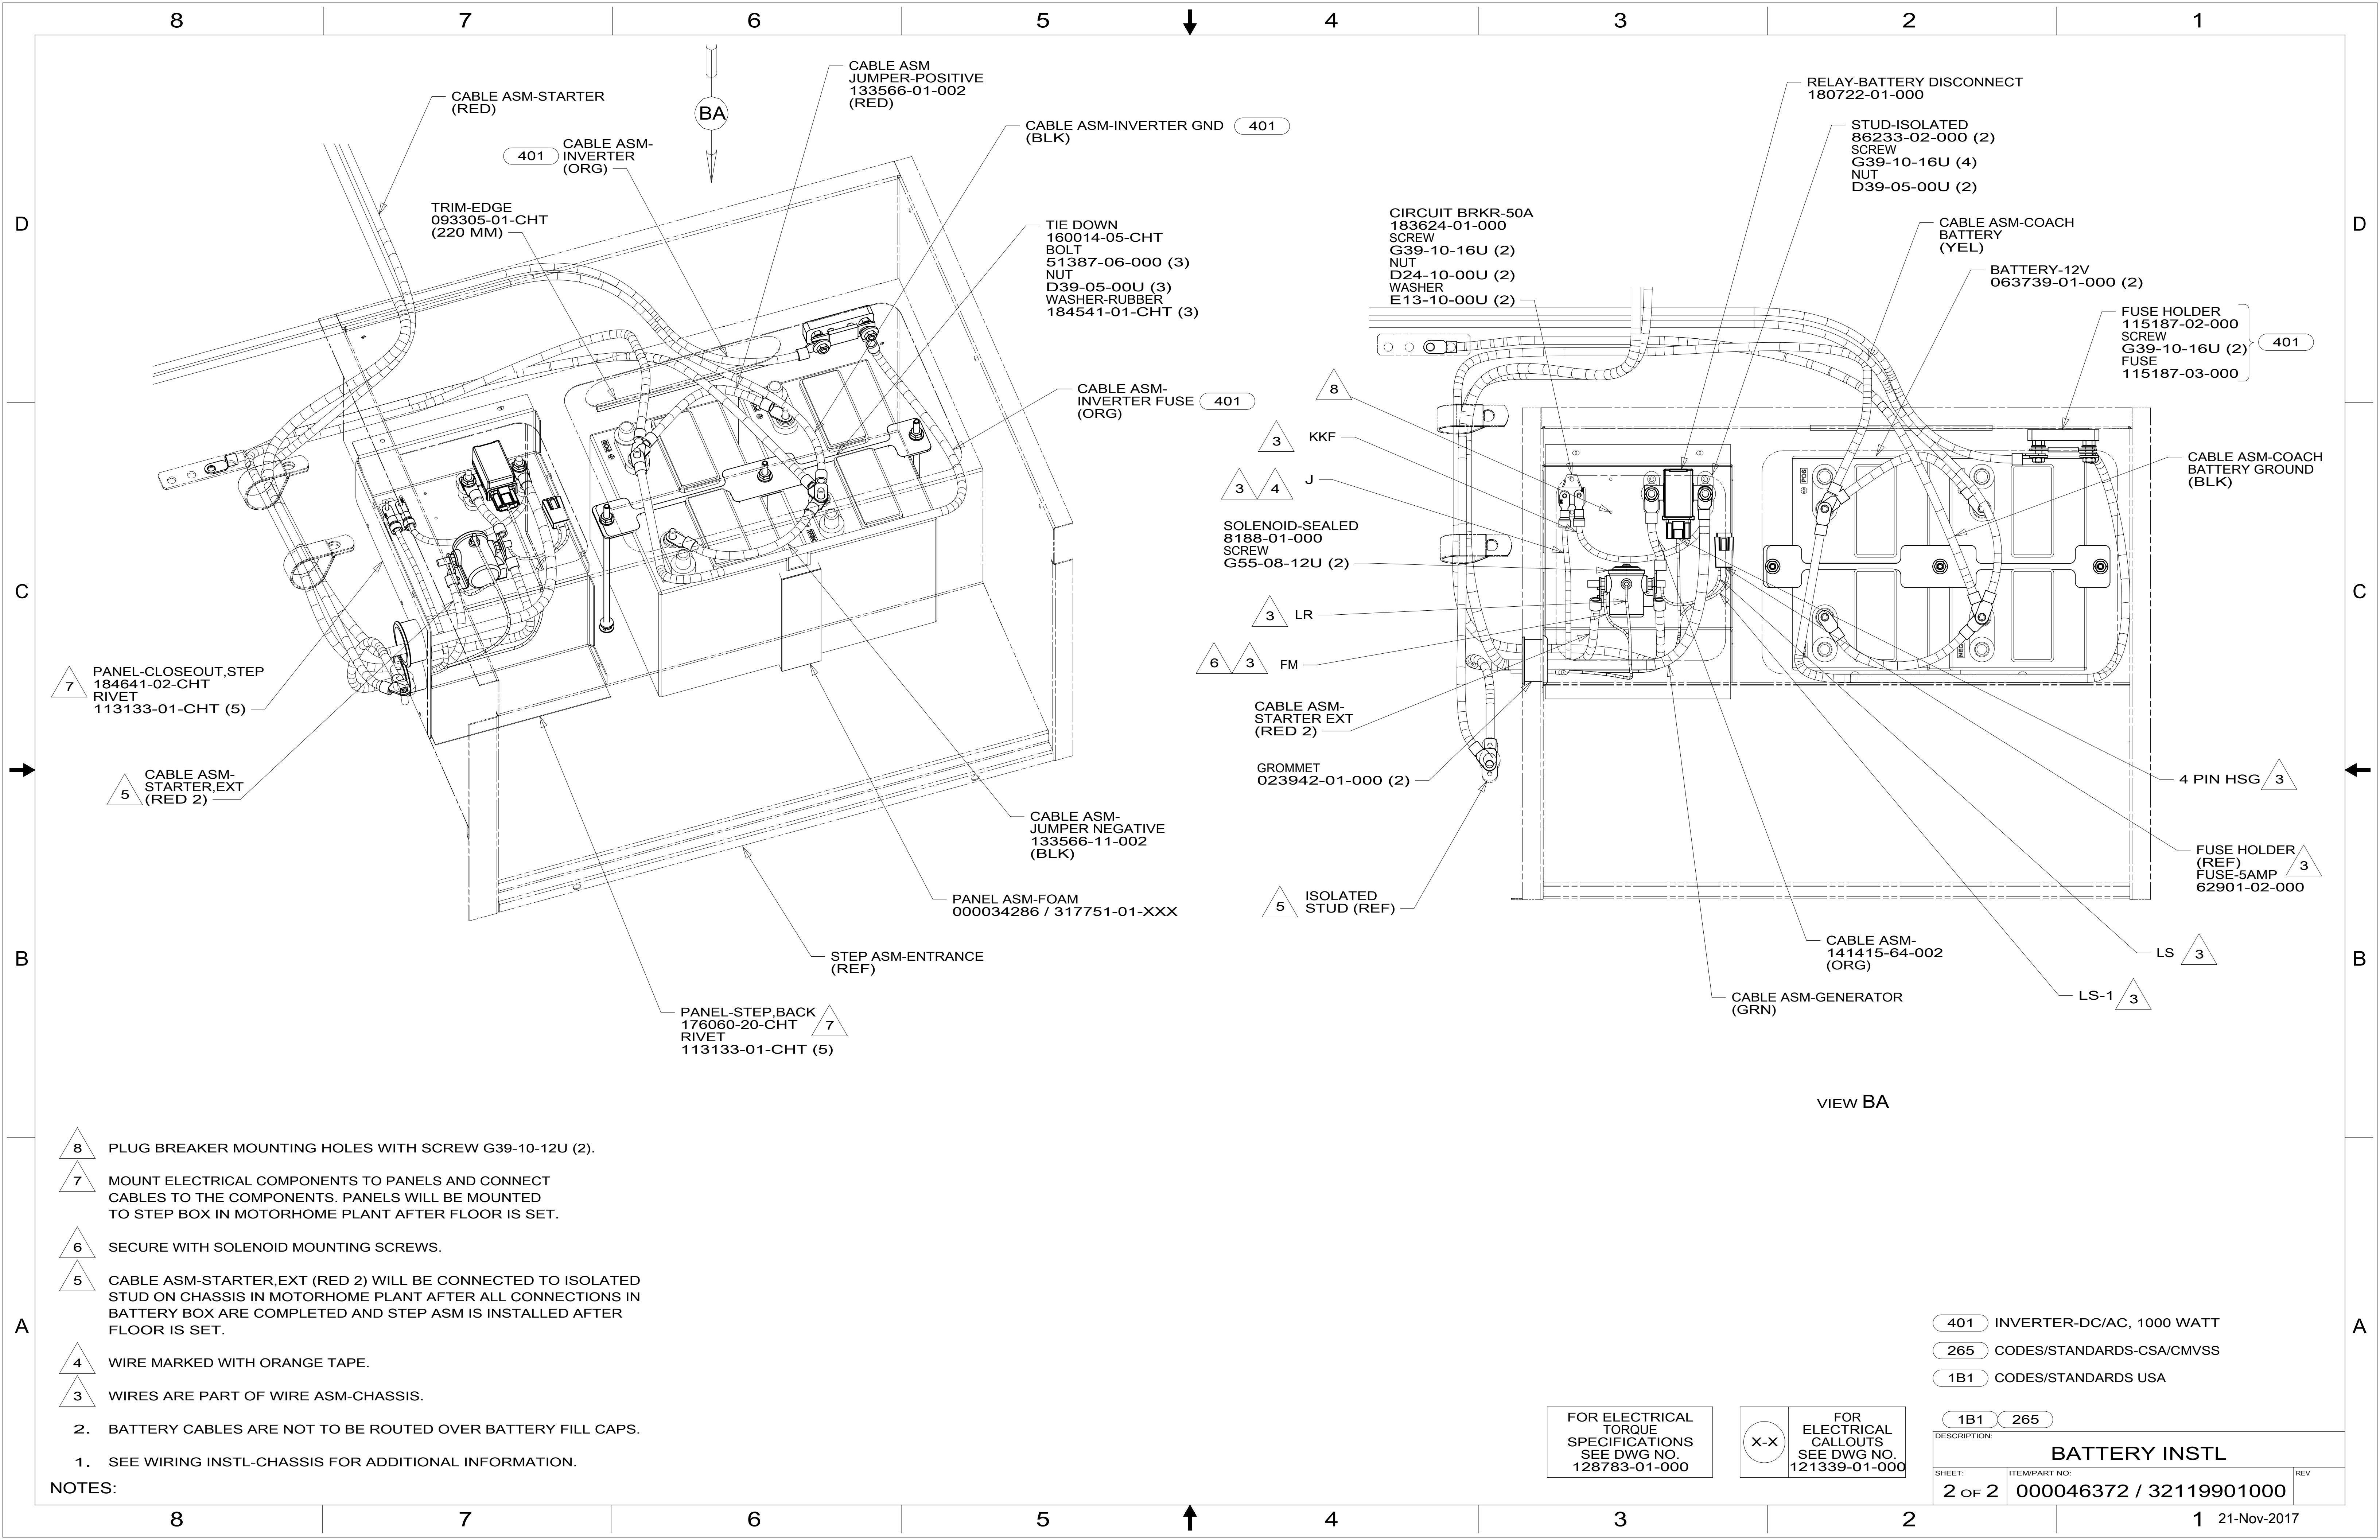 8 7 6 5 4 3 2 1
D
C
B
A
CABLE ASM-STARTER
(RED)
BA
401
CABLE ASM-
INVERTER
(ORG)
TRIM-EDGE
093305-01-CHT
(220 MM)
CABLE ASM
JUMPER-POSITIVE
133566-01-002
(RED)
CABLE ASM-INVERTER GND 401
(BLK)
TIE DOWN
160014-05-CHT
BOLT
51387-06-000 (3)
NUT
D39-05-00U (3)
WASHER-RUBBER
184541-01-CHT (3)
CABLE ASM-
INVERTER FUSE 401
(ORG)
POS
NEG
7
PANEL-CLOSEOUT,STEP
184641-02-CHT
RIVET
113133-01-CHT (5)
5
CABLE ASM-
STARTER,EXT
(RED 2)
CABLE ASM-
JUMPER NEGATIVE
133566-11-002
(BLK)
PANEL ASM-FOAM
000034286 / 317751-01-XXX
STEP ASM-ENTRANCE
(REF)
PANEL-STEP,BACK
176060-20-CHT 7
RIVET
113133-01-CHT (5)
RELAY-BATTERY DISCONNECT
180722-01-000
STUD-ISOLATED
86233-02-000 (2)
SCREW
G39-10-16U (4)
NUT
D39-05-00U (2)
CIRCUIT BRKR-50A
183624-01-000
SCREW
G39-10-16U (2)
NUT
D24-10-00U (2)
WASHER
E13-10-00U (2)
CABLE ASM-COACH
BATTERY
(YEL)
BATTERY-12V
063739-01-000 (2)
FUSE HOLDER
115187-02-000
SCREW
G39-10-16U (2) 401
FUSE
115187-03-000
8
3 KKF
3 4 J
SOLENOID-SEALED
8188-01-000
SCREW
G55-08-12U (2)
3 LR
6 3 FM
CABLE ASM-
STARTER EXT
(RED 2)
GROMMET
023942-01-000 (2)
5
ISOLATED
STUD (REF)
POS
NEG
CABLE ASM-COACH
BATTERY GROUND
(BLK)
4 PIN HSG 3
FUSE HOLDER
(REF) 3
FUSE-5AMP
62901-02-000
LS 3
LS-1 3
CABLE ASM-
141415-64-002
(ORG)
CABLE ASM-GENERATOR
(GRN)
VIEW BA
8 PLUG BREAKER MOUNTING HOLES WITH SCREW G39-10-12U (2).
7 MOUNT ELECTRICAL COMPONENTS TO PANELS AND CONNECT
CABLES TO THE COMPONENTS. PANELS WILL BE MOUNTED
TO STEP BOX IN MOTORHOME PLANT AFTER FLOOR IS SET.
6 SECURE WITH SOLENOID MOUNTING SCREWS.
5 CABLE ASM-STARTER,EXT (RED 2) WILL BE CONNECTED TO ISOLATED
STUD ON CHASSIS IN MOTORHOME PLANT AFTER ALL CONNECTIONS IN
BATTERY BOX ARE COMPLETED AND STEP ASM IS INSTALLED AFTER
FLOOR IS SET.
4 WIRE MARKED WITH ORANGE TAPE.
3 WIRES ARE PART OF WIRE ASM-CHASSIS.
2. BATTERY CABLES ARE NOT TO BE ROUTED OVER BATTERY FILL CAPS.
1. SEE WIRING INSTL-CHASSIS FOR ADDITIONAL INFORMATION.
NOTES:
FOR ELECTRICAL
TORQUE
SPECIFICATIONS
SEE DWG NO.
128783-01-000
X-X
FOR
ELECTRICAL
CALLOUTS
SEE DWG NO.
121339-01-000
401 INVERTER-DC/AC, 1000 WATT
265 CODES/STANDARDS-CSA/CMVSS
1B1 CODES/STANDARDS USA
1B1 265
DESCRIPTION:
BATTERY INSTL
SHEET:
2 OF 2
ITEM/PART NO:
000046372 / 32119901000
REV
D
C
B
A
8 7 6 5 4 3 2 1
21-Nov-2017